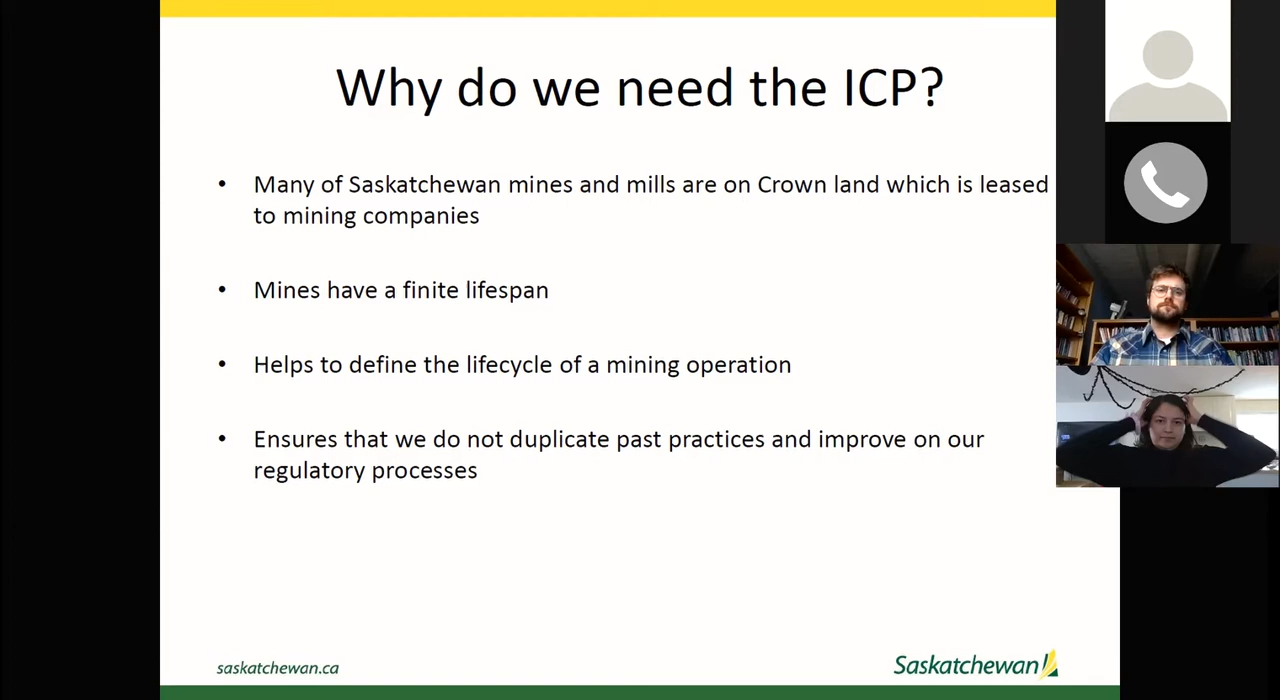 Why do we need the ICP?
• Many of Saskatchewan mines and mills are on Crown land which is leased
to mining companies
• Mines have a finite lifespan
• Helps to define the lifecycle of a mining operation
• Ensures that we do not duplicate past practices and improve on our
regulatory processes
saskatchewan.ca
Saskatchewan